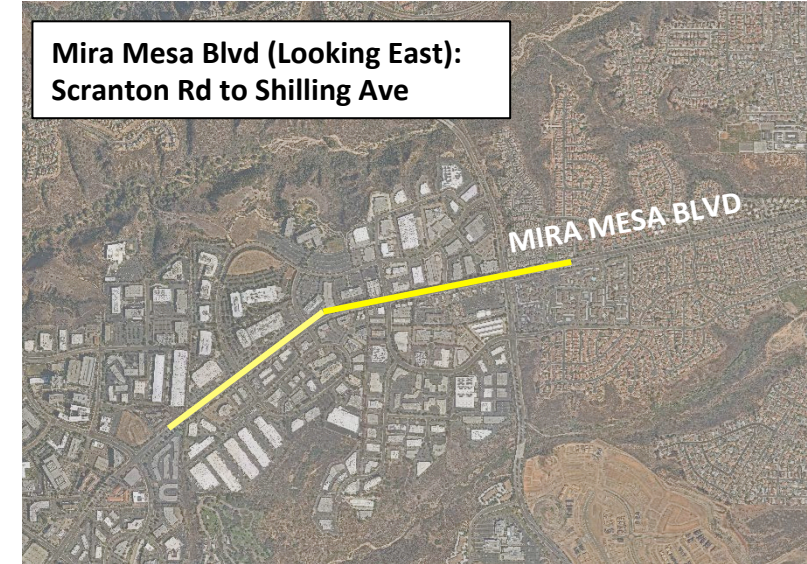 Mira Mesa Blvd (Looking East):
Scranton Rd to Shilling Ave
MIRA MESA BLVD